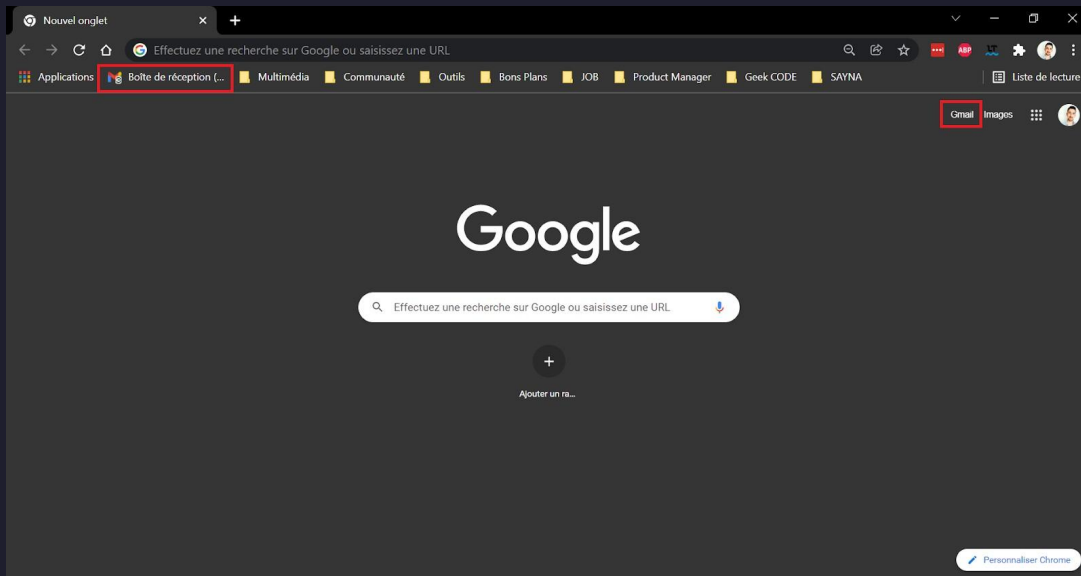 Nouvel onglet
Effectuez une recherche sur Google ou saisissez une URL
ABP
Applications Boîte de réception (... Multimédia Communauté Outils Bons Plans JOB Product Manager Geek CODE SAYNA Liste de lecture
Gmail Images
Google
Effectuez une recherche sur Google ou saisissez une URL
Ajouter un ra...
Personnaliser Chrome